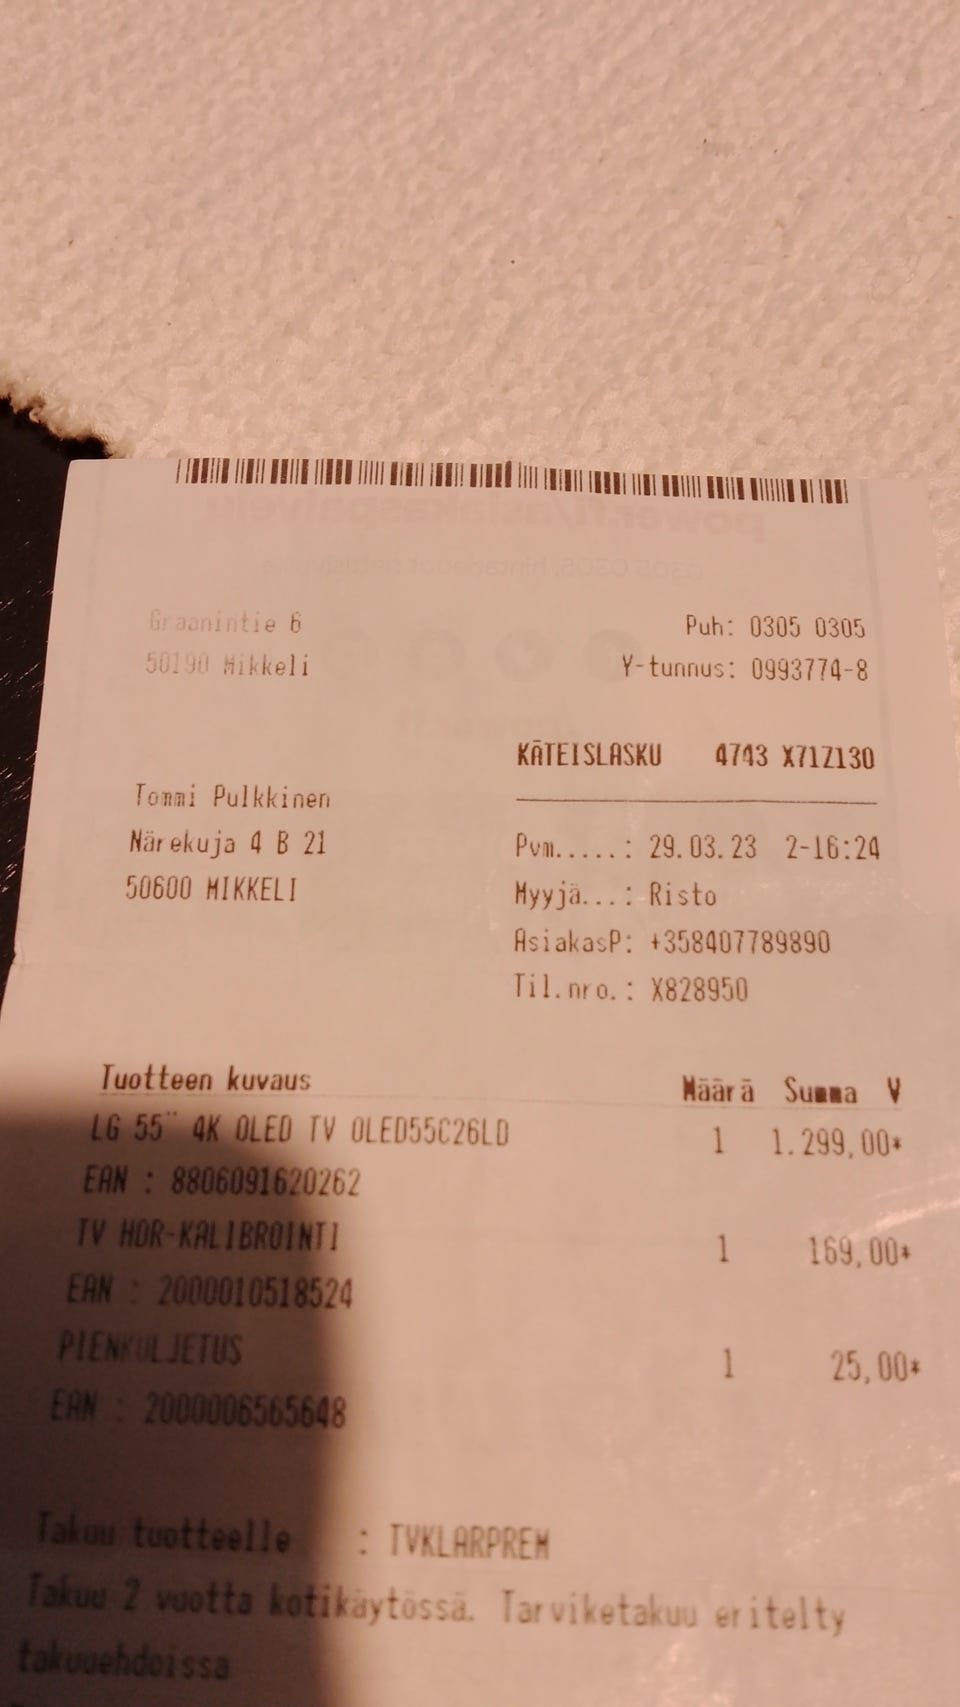 Graanintie 6
50190 Mikkeli
Puh: 0305 0305
Y-tunnus: 0993774-8
KÄTEISLASKU 4743 X71Z130
Tommi Pulkkinen
Närekuja 4 B 21
50600 MIKKELI
Pvm.....: 29.03.23 2-16:24
Myyjä...: Risto
AsiakasP: +358407789890
Til.nro.: X828950
Tuotteen kuvaus Määrä Summa V
LG 55¨ 4K OLED TV OLED55C26LD 1 1.299,00*
EAN : 8806091620262
TV HOR-KALIBROINTI 1 169,00*
EAN : 2000010518524
PIENKULJETUS 1 25,00*
EAN : 2000006565648
Takuu tuotteelle : TVKLARPREM
Takuu 2 vuotta kotikäytössä. Tarviketakuu eritelty
takuuehdoissa